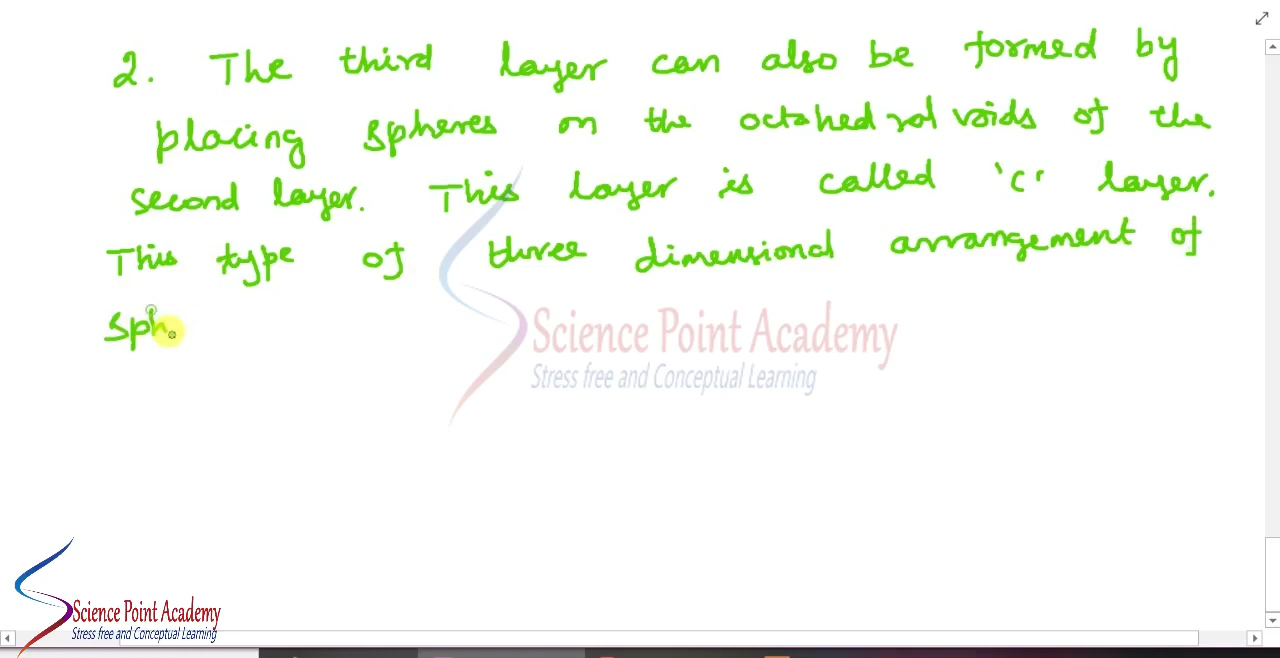 2. The third layer can also be formed by
placing spheres on the octahedral voids of the
second layer. This layer is called 'C' layer.
This type of three dimensional arrangement of
sph
Science Point Academy
Stress free and Conceptual Learning
Science Point Academy
Stress free and Conceptual Learning